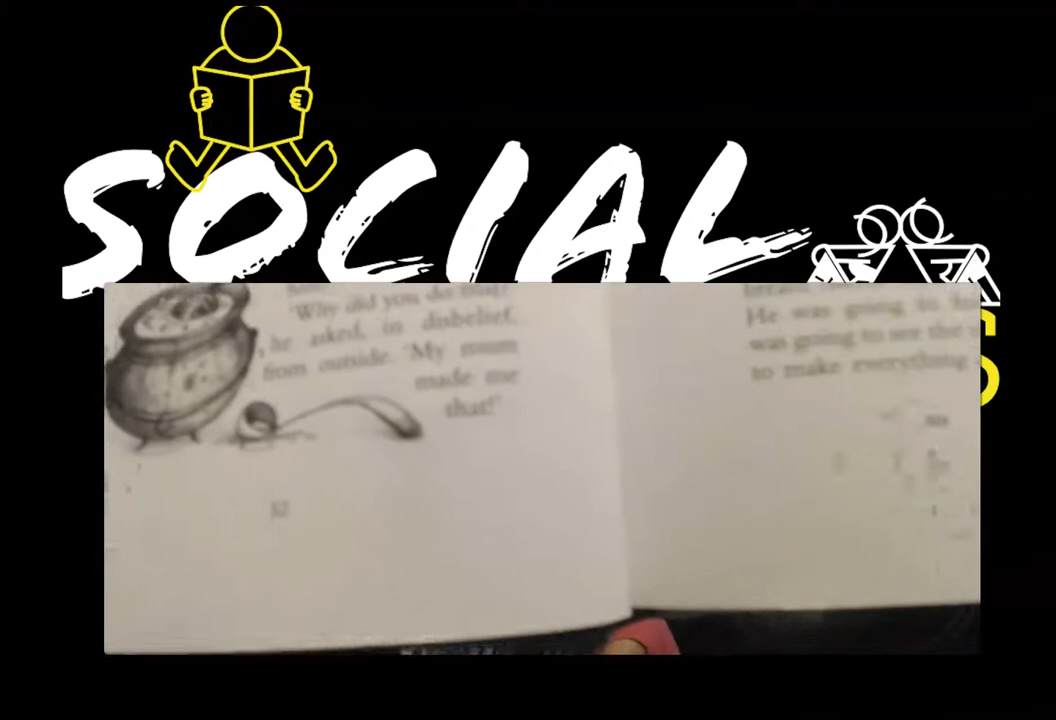 SOCIAL
'Why did you do that?'
he asked, in disbelief,
from outside. 'My mum
made me
that!'
52
He was going to
was going to see the
to make everything